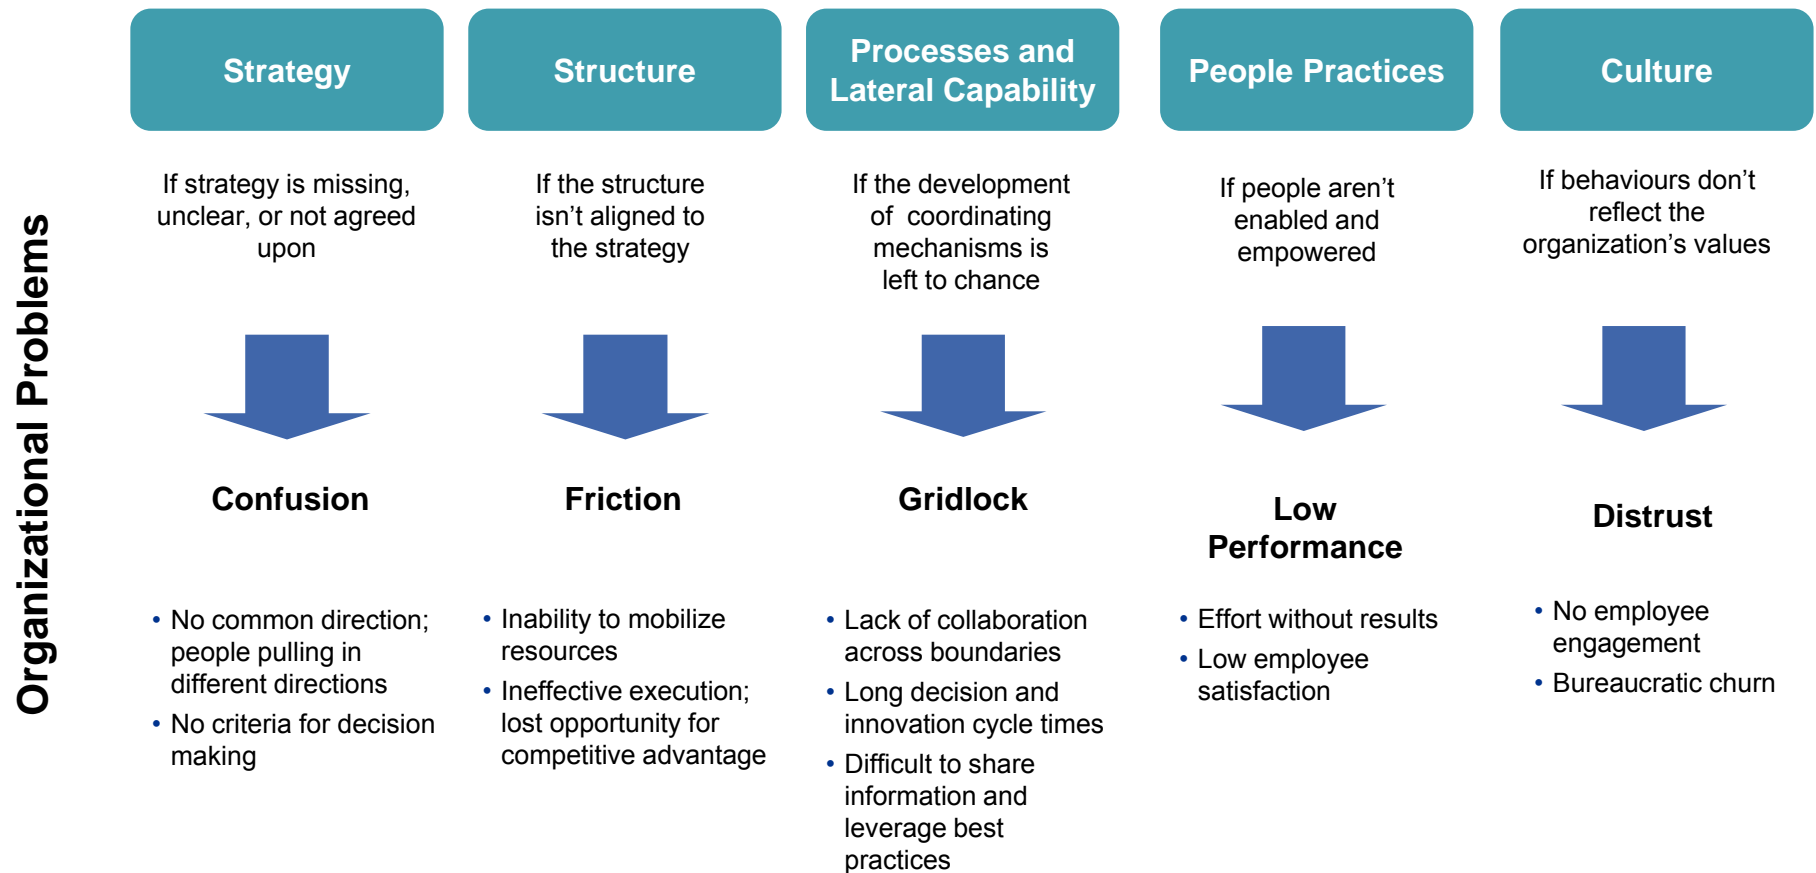 Organizational Problems
Strategy
If strategy is missing,
unclear, or not agreed
upon
Confusion
• No common direction;
people pulling in
different directions
• No criteria for decision
making
Structure
If the structure
isn't aligned to
the strategy
Friction
• Inability to mobilize
resources
• Ineffective execution;
lost opportunity for
competitive advantage
Processes and
Lateral Capability
If the development
of coordinating
mechanisms is
left to chance
Gridlock
• Lack of collaboration
across boundaries
• Long decision and
innovation cycle times
• Difficult to share
information and
leverage best
practices
People Practices
If people aren't
enabled and
empowered
Low
Performance
• Effort without results
• Low employee
satisfaction
Culture
If behaviours don't
reflect the
organization's values
Distrust
• No employee
engagement
• Bureaucratic churn